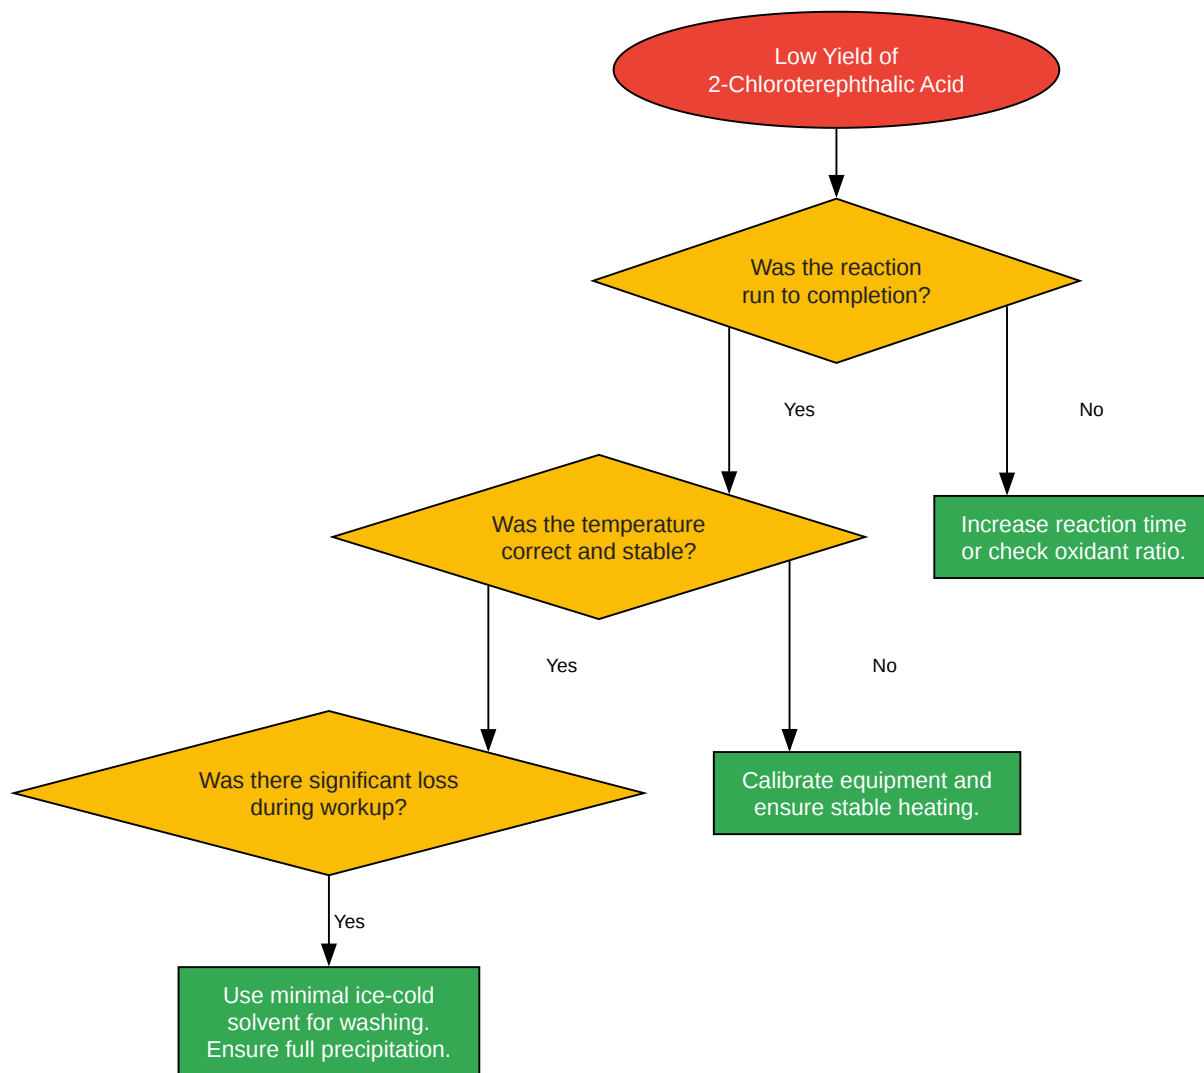 Low Yield of
2-Chloroterephthalic Acid
Was the reaction
run to completion?
Yes
No
Was the temperature
correct and stable?
Increase reaction time
or check oxidant ratio.
Yes
No
Was there significant loss
during workup?
Calibrate equipment and
ensure stable heating.
Yes
Use minimal ice-cold
solvent for washing.
Ensure full precipitation.